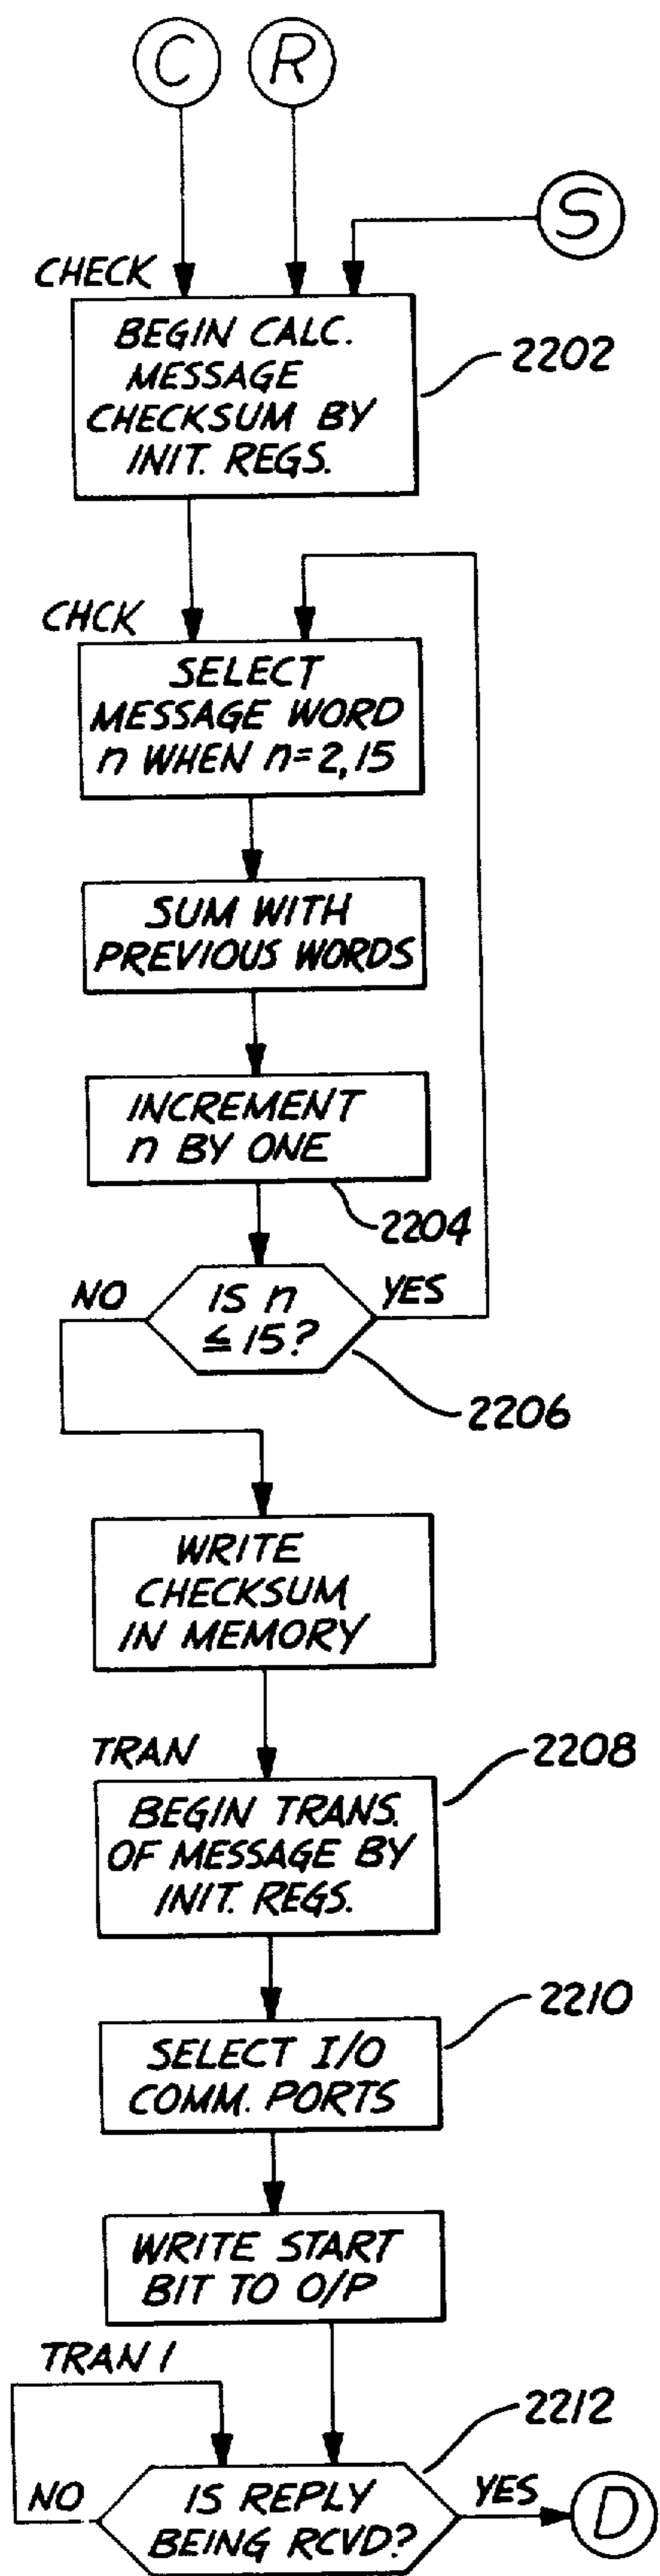 C
R
S
CHECK
BEGIN CALC.
MESSAGE
CHECKSUM BY
INIT. REGS.
2202
CHCK
SELECT
MESSAGE WORD
n WHEN n=2,15
SUM WITH
PREVIOUS WORDS
INCREMENT
n BY ONE
2204
NO
IS n
≤ 15?
YES
2206
WRITE
CHECKSUM
IN MEMORY
TRAN
2208
BEGIN TRANS.
OF MESSAGE BY
INIT. REGS.
2210
SELECT I/O
COMM. PORTS
WRITE START
BIT TO O/P
TRAN 1
2212
NO
IS REPLY
BEING RCVD?
YES
D